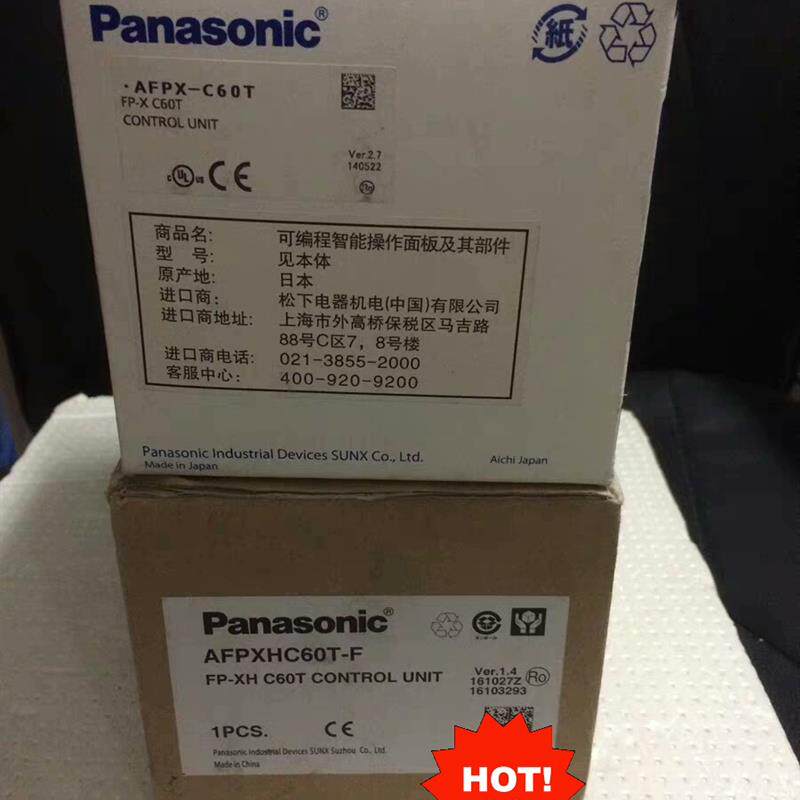 Panasonic®
紙
·AFPX-C60T
FP-X C60T
CONTROL UNIT
Ver.2.7
140522
c UL us CE
Ro
商品名: 可编程智能操作面板及其部件
型 号: 见本体
原产地: 日本
进口商: 松下电器机电(中国)有限公司
进口商地址: 上海市外高桥保税区马吉路
88号C区7，8号楼
进口商电话: 021-3855-2000
客服中心: 400-920-9200
Panasonic Industrial Devices SUNX Co., Ltd.
Made in Japan
Aichi Japan
Panasonic®
AFPXHC60T-F
FP-XH C60T CONTROL UNIT
Ver.1.4
161027Z
16103293
Ro
1PCS. CE
Panasonic Industrial Devices SUNX Suzhou Co., Ltd.
Made in China
HOT!